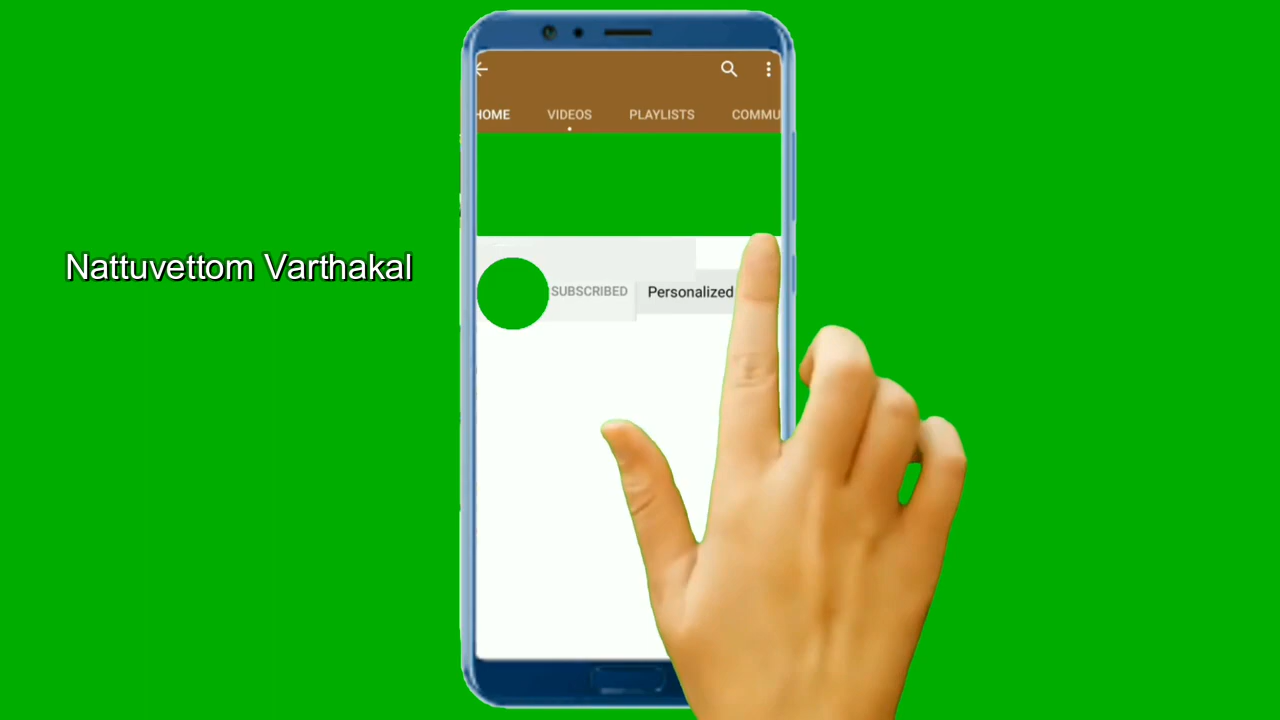 HOME VIDEOS PLAYLISTS COMMU
Nattuvettom Varthakal
SUBSCRIBED Personalized